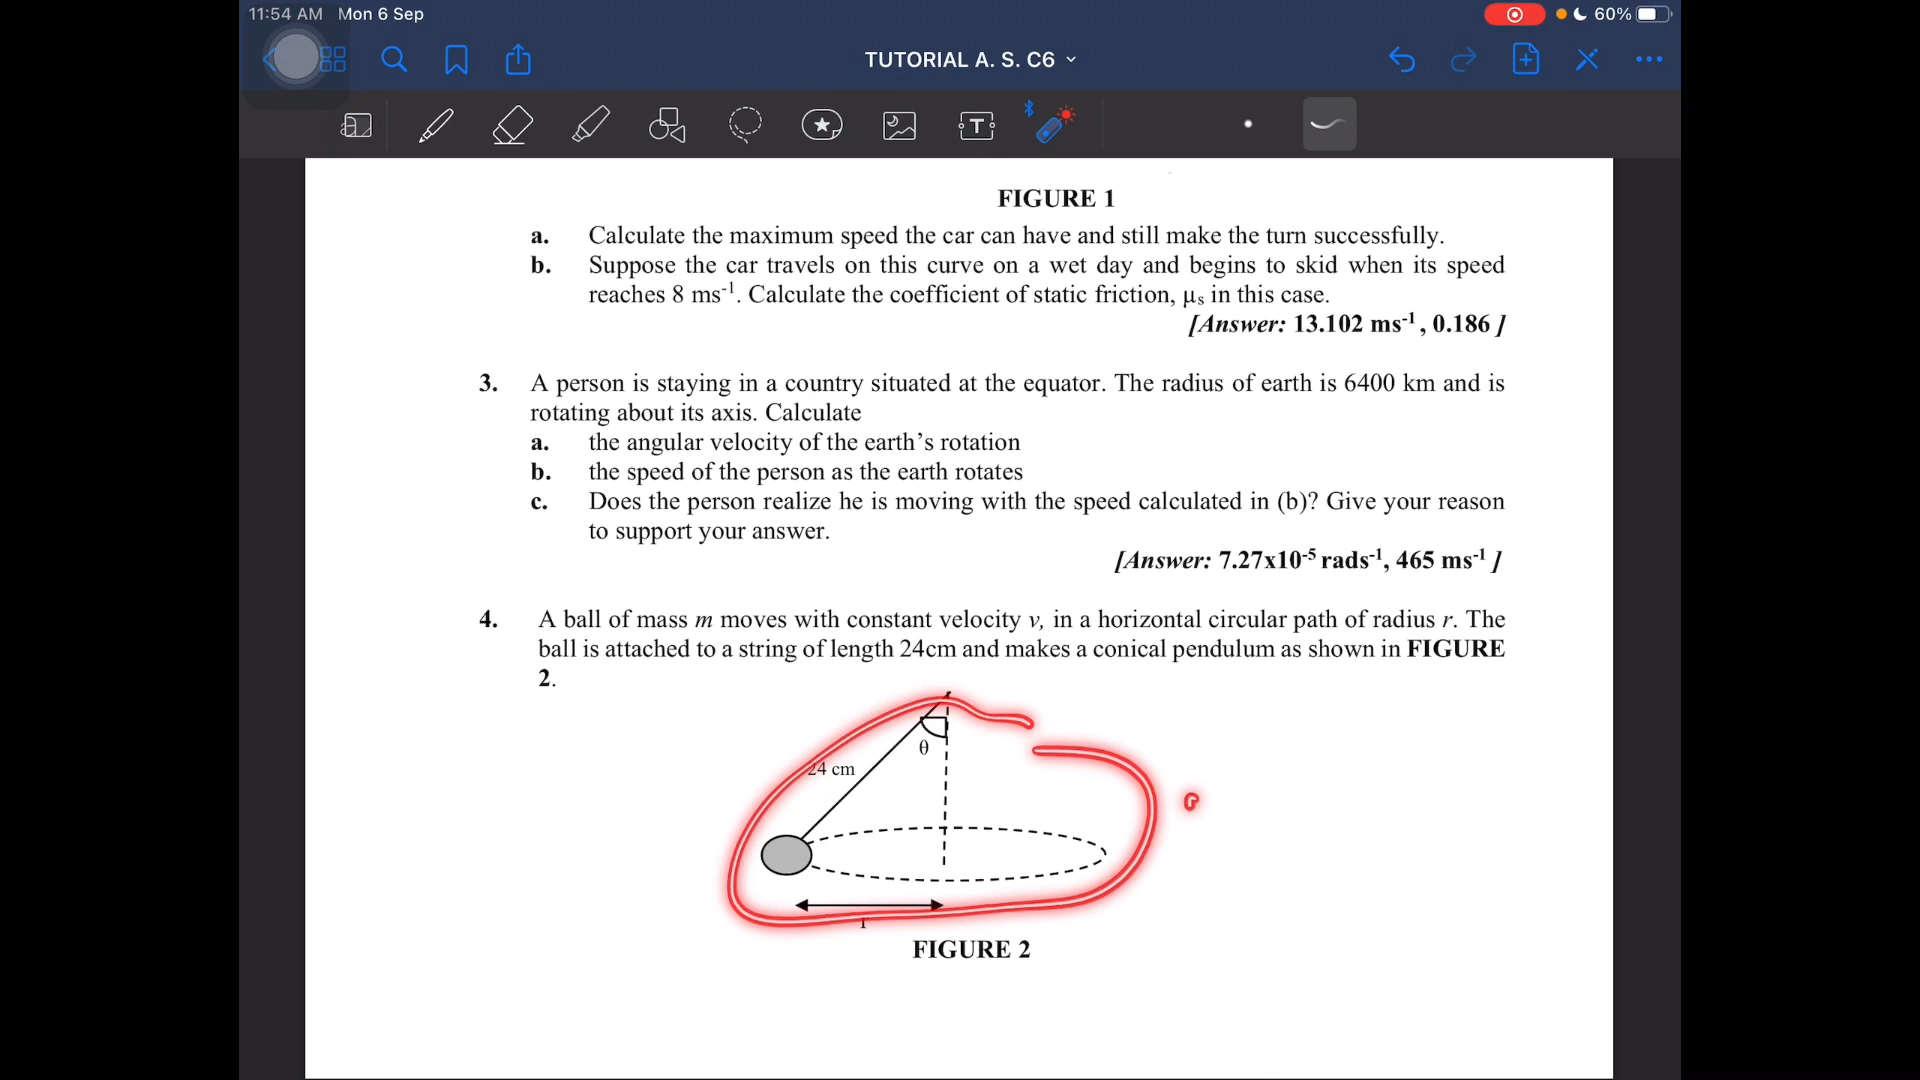 11:54 AM Mon 6 Sep
60%
TUTORIAL A. S. C6
FIGURE 1
a. Calculate the maximum speed the car can have and still make the turn successfully.
b. Suppose the car travels on this curve on a wet day and begins to skid when its speed
reaches 8 ms⁻¹. Calculate the coefficient of static friction, μₛ in this case.
[Answer: 13.102 ms⁻¹ , 0.186 ]
3. A person is staying in a country situated at the equator. The radius of earth is 6400 km and is
rotating about its axis. Calculate
a. the angular velocity of the earth’s rotation
b. the speed of the person as the earth rotates
c. Does the person realize he is moving with the speed calculated in (b)? Give your reason
to support your answer.
[Answer: 7.27x10⁻⁵ rads⁻¹, 465 ms⁻¹ ]
4. A ball of mass m moves with constant velocity v, in a horizontal circular path of radius r. The
ball is attached to a string of length 24cm and makes a conical pendulum as shown in FIGURE
2.
θ
24 cm
r
FIGURE 2